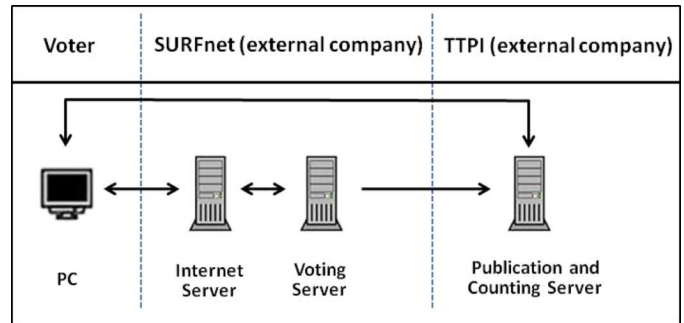 Voter
SURFnet (external company)
TTPI (external company)
PC
Internet
Server
Voting
Server
Publication and
Counting Server